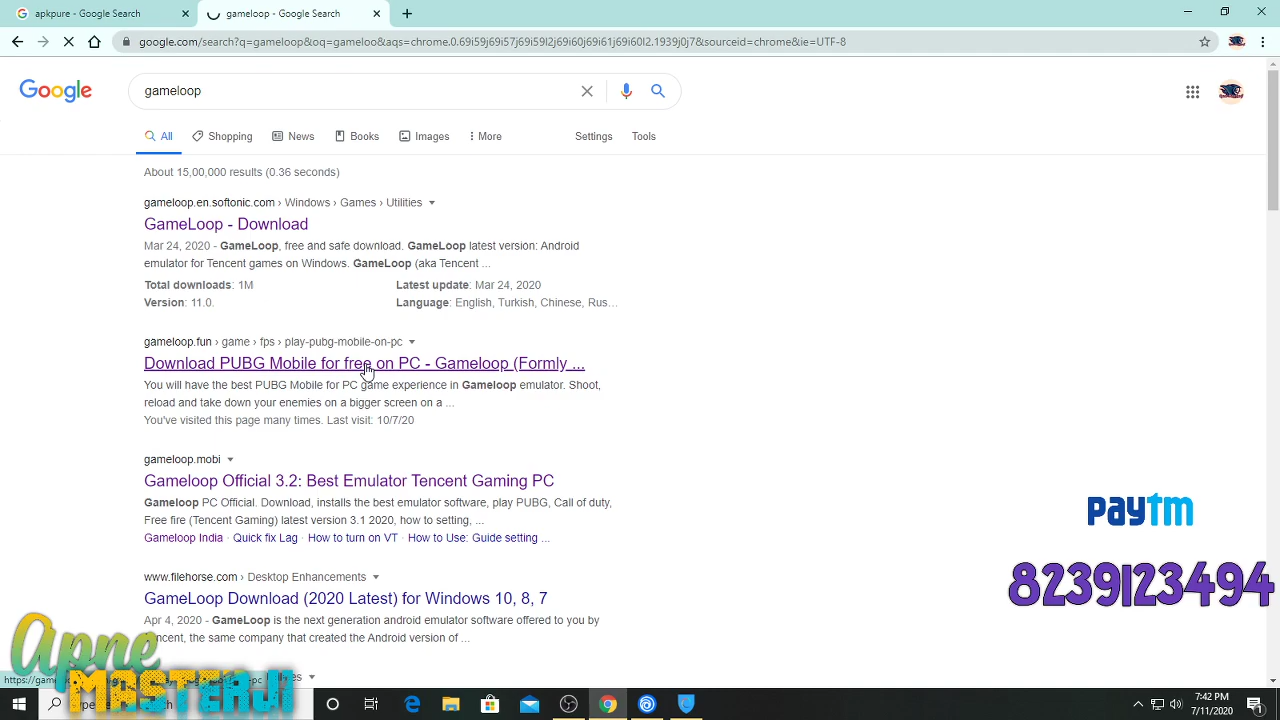 apkpure - Google Search
gameloop - Google Search
google.com/search?q=gameloop&oq=gameloo&aqs=chrome.0.69i59j69i57j69i59l2j69i60j69i61j69i60l2.1939j0j7&sourceid=chrome&ie=UTF-8
Google
gameloop
All Shopping News Books Images More Settings Tools
About 15,00,000 results (0.36 seconds)
gameloop.en.softonic.com › Windows › Games › Utilities
GameLoop - Download
Mar 24, 2020 - GameLoop, free and safe download. GameLoop latest version: Android
emulator for Tencent games on Windows. GameLoop (aka Tencent ...
Total downloads: 1M Latest update: Mar 24, 2020
Version: 11.0. Language: English, Turkish, Chinese, Rus…
gameloop.fun › game › fps › play-pubg-mobile-on-pc
Download PUBG Mobile for free on PC - Gameloop (Formly ...
You will have the best PUBG Mobile for PC game experience in Gameloop emulator. Shoot,
reload and take down your enemies on a bigger screen on a ...
You've visited this page many times. Last visit: 10/7/20
gameloop.mobi
Gameloop Official 3.2: Best Emulator Tencent Gaming PC
Gameloop PC Official. Download, installs the best emulator software, play PUBG, Call of duty,
Free fire (Tencent Gaming) latest version 3.1 2020, how to setting, ...
Gameloop India · Quick fix Lag · How to turn on VT · How to Use: Guide setting ...
paytm
8239123494
www.filehorse.com › Desktop Enhancements
GameLoop Download (2020 Latest) for Windows 10, 8, 7
Apr 4, 2020 - GameLoop is the next generation android emulator software offered to you by
the same company that created the Android version of ...
Apne
MASTERJI
7:42 PM
7/11/2020